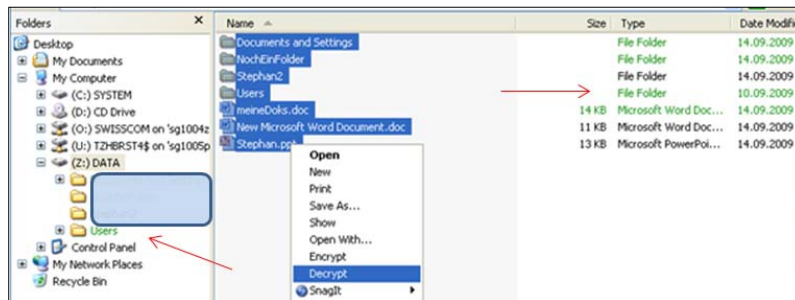 Folders × Name Size Type Date Modifi
Desktop Documents and Settings File Folder 14.09.2009
My Documents NochEinFolder File Folder 14.09.2009
My Computer Stephan2 File Folder 14.09.2009
(C:) SYSTEM Users File Folder 10.09.2009
(D:) CD Drive meineDoks.doc 14 KB Microsoft Word Doc... 14.09.2009
(O:) SWISSCOM on 'sg1004z New Microsoft Word Document.doc 11 KB Microsoft Word Doc... 14.09.2009
(U:) TZHBRST4$ on 'sg1005p Stephan.ppt 13 KB Microsoft PowerPoi... 14.09.2009
(Z:) DATA
Users
Control Panel
My Network Places
Recycle Bin
Open
New
Print
Save As...
Show
Open With...
Encrypt
Decrypt
SnagIt